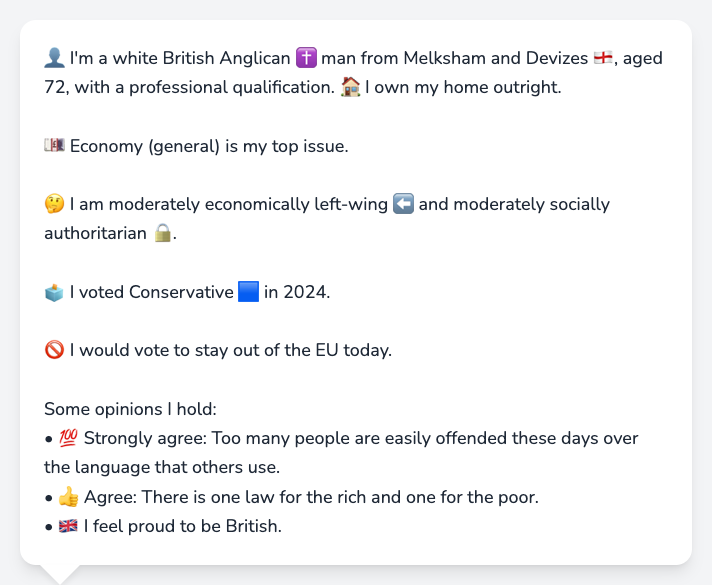 👤 I'm a white British Anglican ✝️ man from Melksham and Devizes 🏴󠁧󠁢󠁥󠁮󠁧󠁿, aged
72, with a professional qualification. 🏠 I own my home outright.
💷 Economy (general) is my top issue.
🤔 I am moderately economically left-wing ⬅️ and moderately socially
authoritarian 🔒.
🗳️ I voted Conservative 🟦 in 2024.
🚫 I would vote to stay out of the EU today.
Some opinions I hold:
• 💯 Strongly agree: Too many people are easily offended these days over
the language that others use.
• 👍 Agree: There is one law for the rich and one for the poor.
• 🇬🇧 I feel proud to be British.